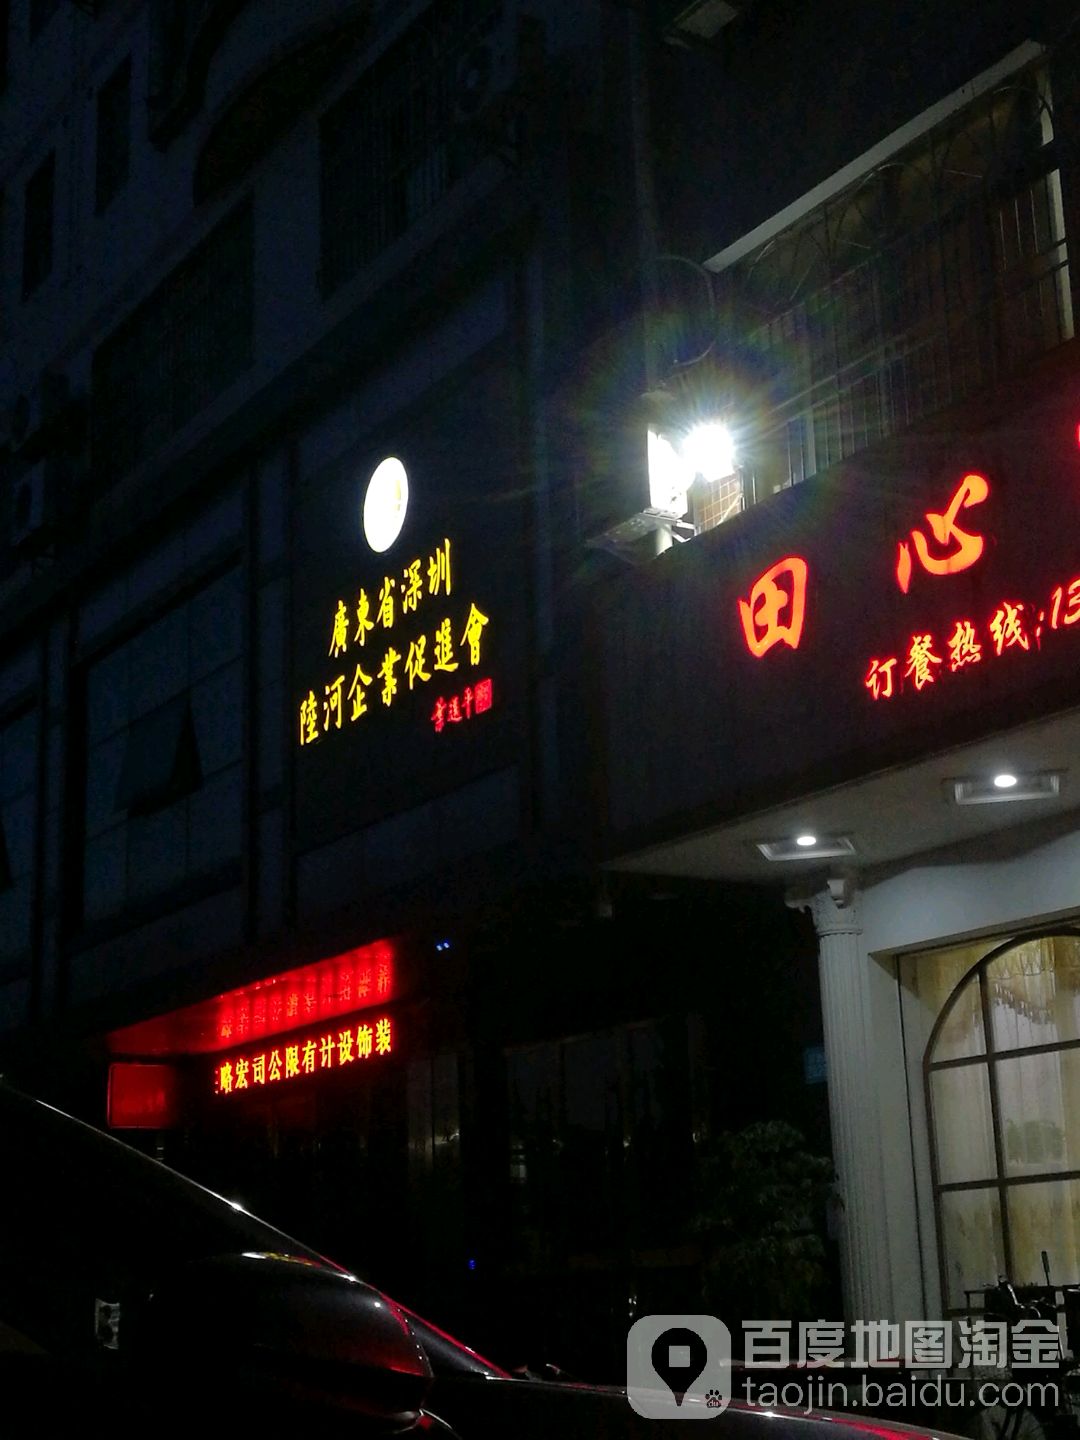 廣東省深圳
陸河企業促進會
田心
订餐热线:13
略宏司公限有计设饰装
百度地图淘金
taojin.baidu.com